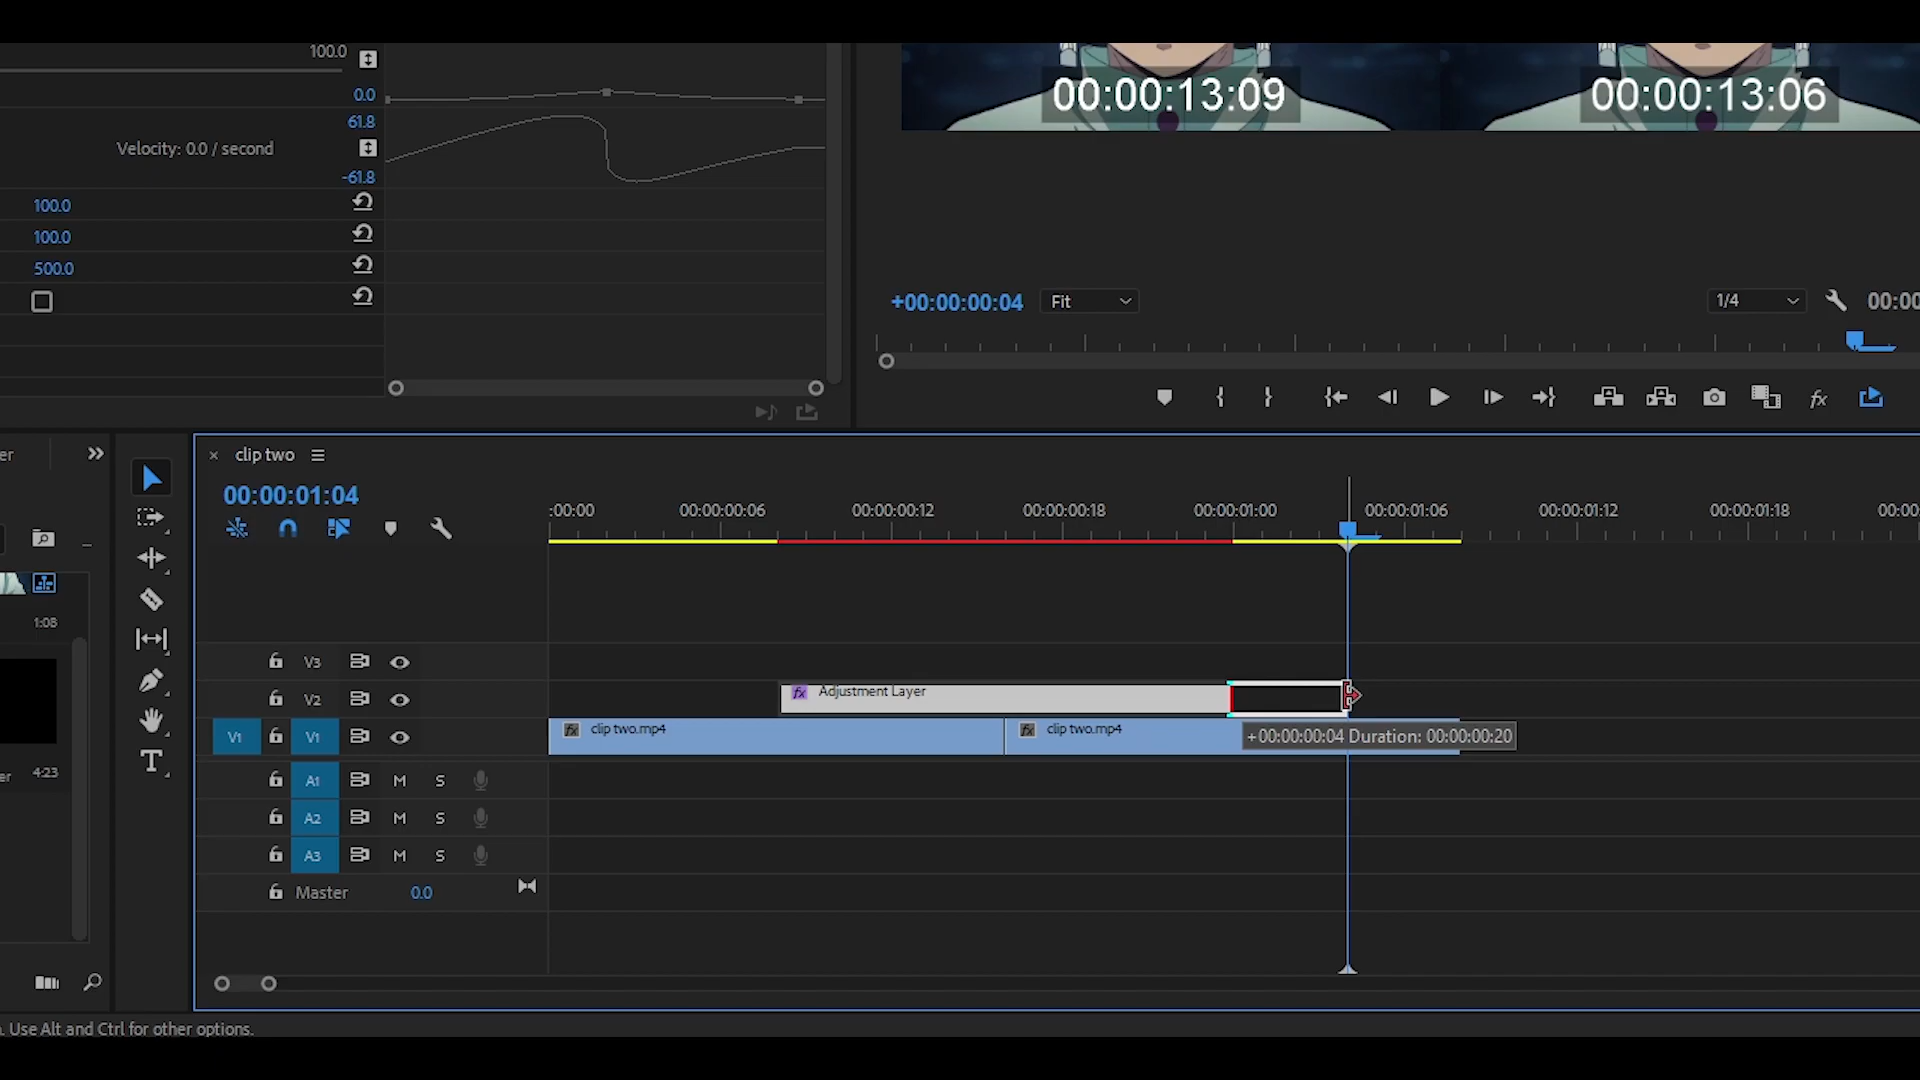 100.0
0.0
61.8
Velocity: 0.0 / second
-61.8
100.0
100.0
500.0
00:00:13:09
00:00:13:06
+00:00:00:04
Fit
1/4
00:00
er
1:08
er
4:23
× clip two
00:00:01:04
:00:00
00:00:00:06
00:00:00:12
00:00:00:18
00:00:01:00
00:00:01:06
00:00:01:12
00:00:01:18
00:00
V3
V2
fx Adjustment Layer
V1
V1
fx clip two.mp4
fx clip two.mp4
+00:00:00:04 Duration: 00:00:00:20
A1
M
S
A2
M
S
A3
M
S
Master
0.0
. Use Alt and Ctrl for other options.